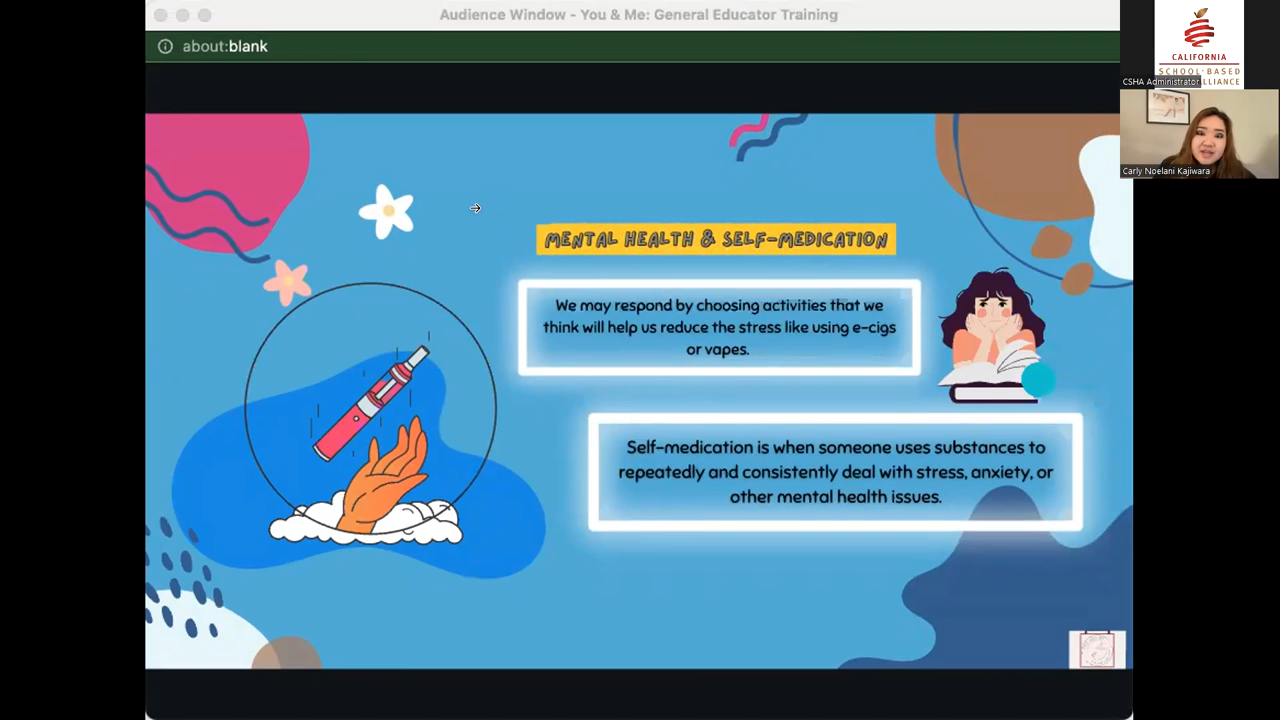 Audience Window - You & Me: General Educator Training
about:blank
MENTAL HEALTH & SELF-MEDICATION
We may respond by choosing activities that we
think will help us reduce the stress like using e-cigs
or vapes.
Self-medication is when someone uses substances to
repeatedly and consistently deal with stress, anxiety, or
other mental health issues.
CALIFORNIA
SCHOOL-BASED
LLIANCE
CSHA Administrator
Carly Noelani Kajiwara